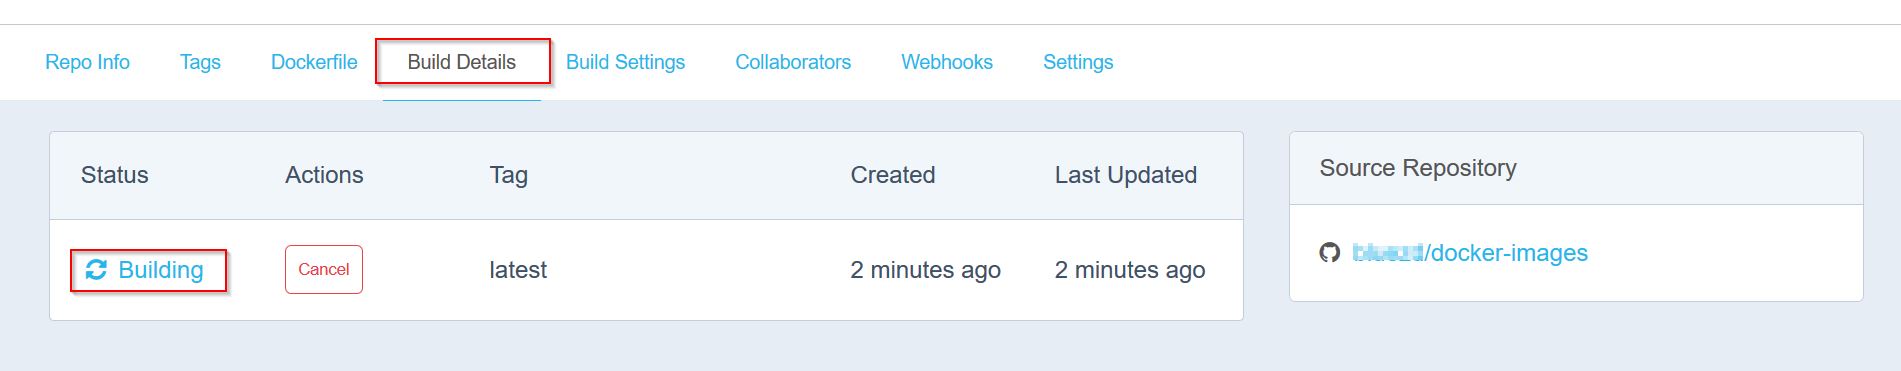 Repo Info Tags Dockerfile Build Details Build Settings Collaborators Webhooks Settings
Status Actions Tag Created Last Updated
Building Cancel latest 2 minutes ago 2 minutes ago
Source Repository
/docker-images